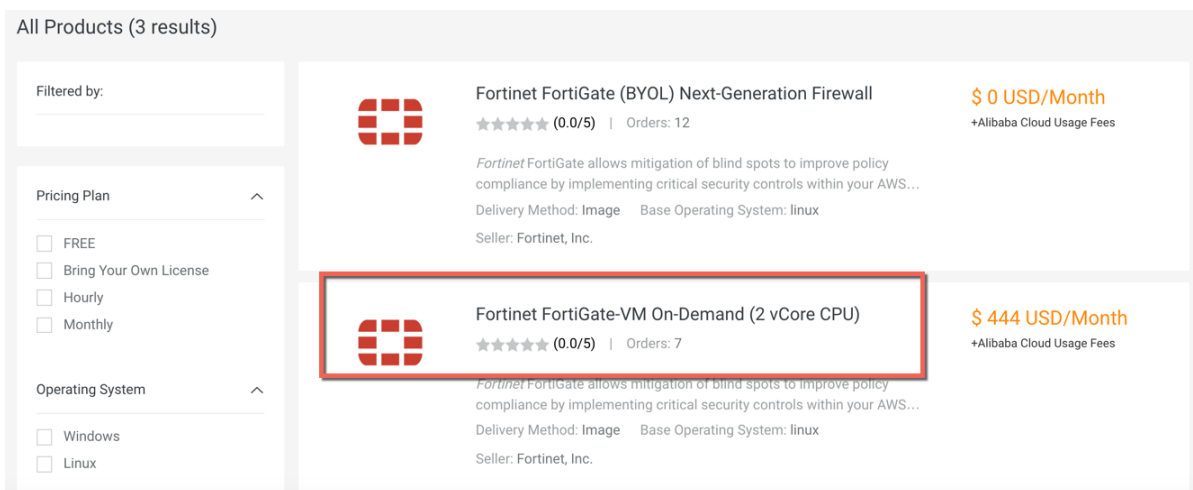 All Products (3 results)
Filtered by:
Pricing Plan
FREE
Bring Your Own License
Hourly
Monthly
Operating System
Windows
Linux
Fortinet FortiGate (BYOL) Next-Generation Firewall
(0.0/5) | Orders: 12
Fortinet FortiGate allows mitigation of blind spots to improve policy
compliance by implementing critical security controls within your AWS...
Delivery Method: Image Base Operating System: linux
Seller: Fortinet, Inc.
$ 0 USD/Month
+Alibaba Cloud Usage Fees
Fortinet FortiGate-VM On-Demand (2 vCore CPU)
(0.0/5) | Orders: 7
Fortinet FortiGate allows mitigation of blind spots to improve policy
compliance by implementing critical security controls within your AWS...
Delivery Method: Image Base Operating System: linux
Seller: Fortinet, Inc.
$ 444 USD/Month
+Alibaba Cloud Usage Fees